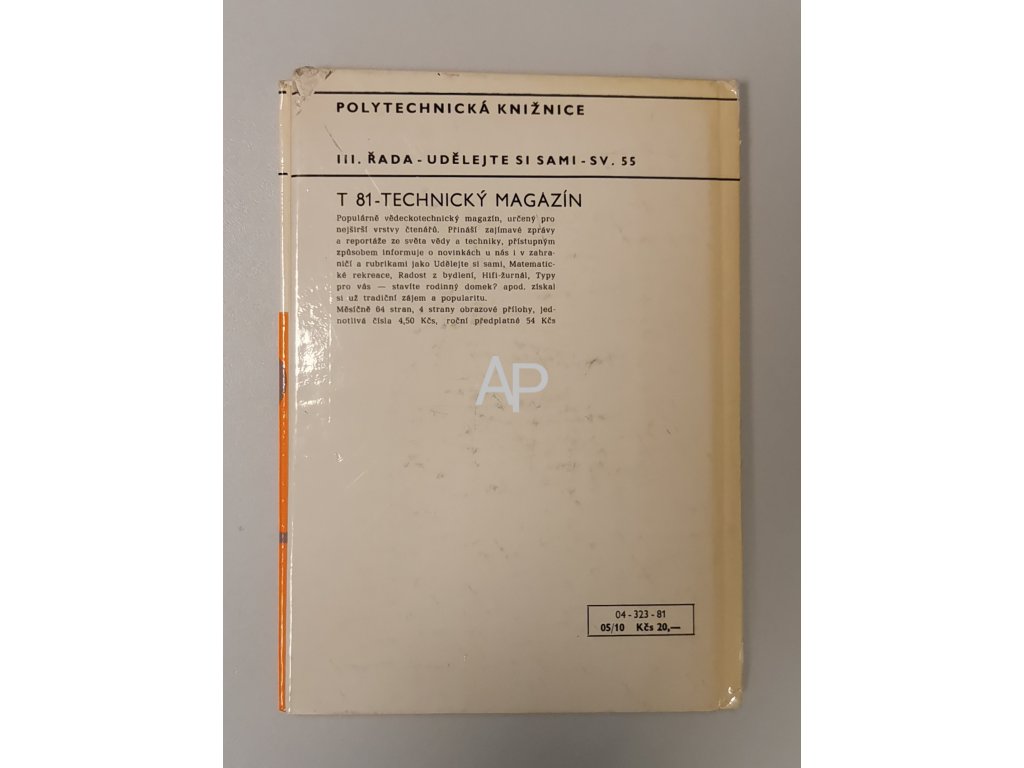 POLYTECHNICKÁ KNIŽNICE
III. ŘADA - UDĚLEJTE SI SAMI - SV. 55
T 81-TECHNICKÝ MAGAZÍN
Populárně vědeckotechnický magazín, určený pro
nejširší vrstvy čtenářů. Přináší zajímavé zprávy
a reportáže ze světa vědy a techniky, přístupným
způsobem informuje o novinkách u nás i v zahra-
ničí a rubrikami jako Udělejte si sami, Matematic-
ké rekreace, Radost z bydlení, Hifi-žurnál, Typy
pro vás — stavíte rodinný domek? apod. získal
si už tradiční zájem a popularitu.
Měsíčně 64 stran, 4 strany obrazové přílohy, jed-
notlivá čísla 4,50 Kčs, roční předplatné 54 Kčs
AP
04 - 323 - 81
05/10 Kčs 20,—